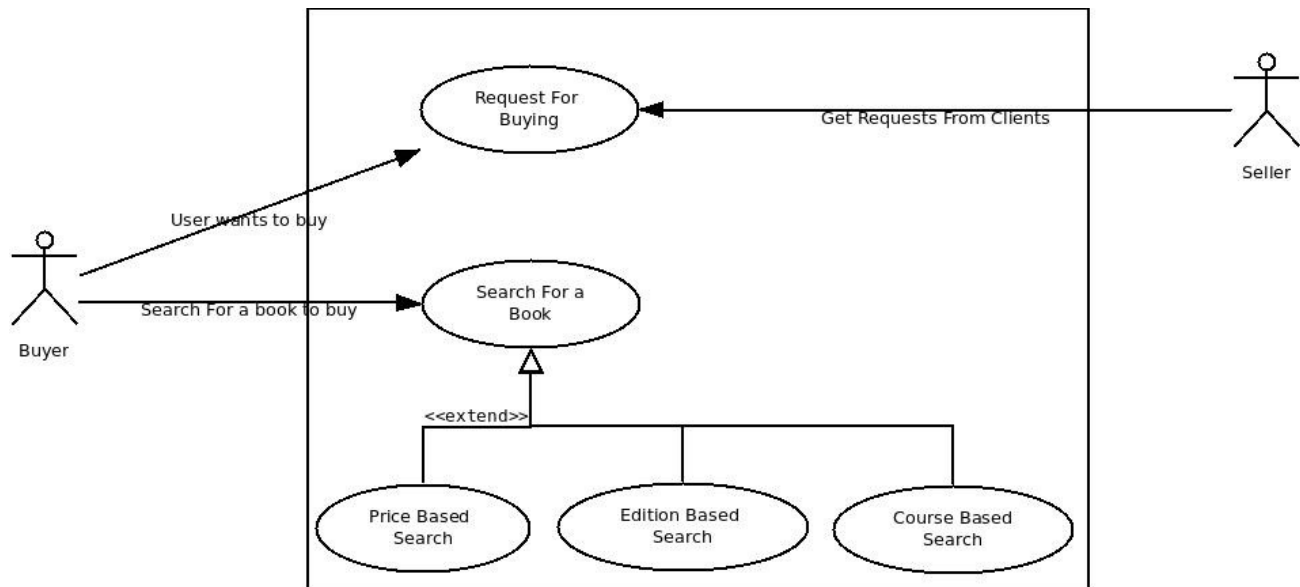 Request For
Buying
Get Requests From Clients
Seller
User wants to buy
Search For a
Book
Search For a book to buy
Buyer
<<extend>>
Price Based
Search
Edition Based
Search
Course Based
Search